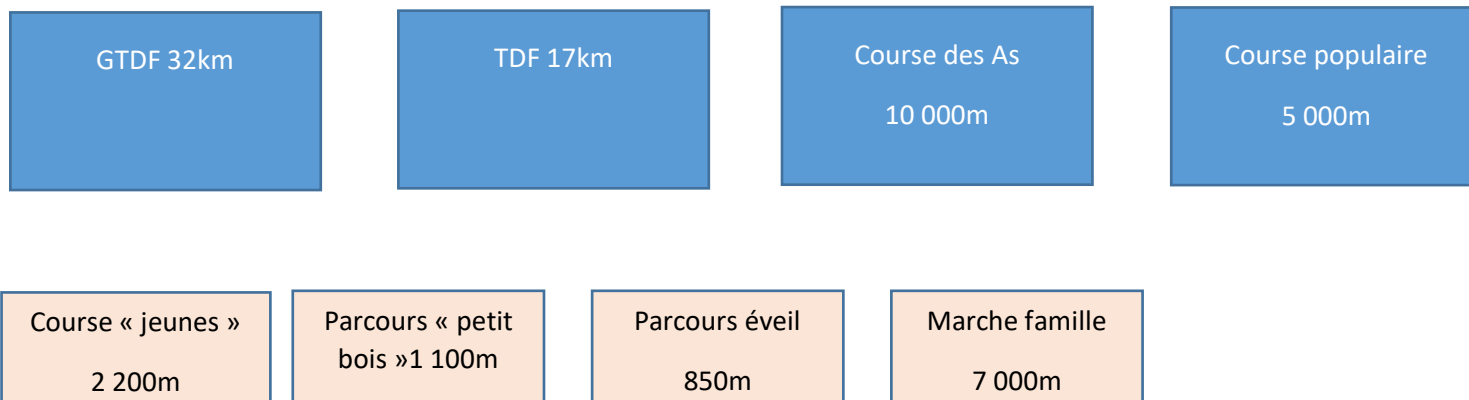 GTDF 32km
TDF 17km
Course des As
10 000m
Course populaire
5 000m
Course « jeunes »
2 200m
Parcours « petit
bois »1 100m
Parcours éveil
850m
Marche famille
7 000m